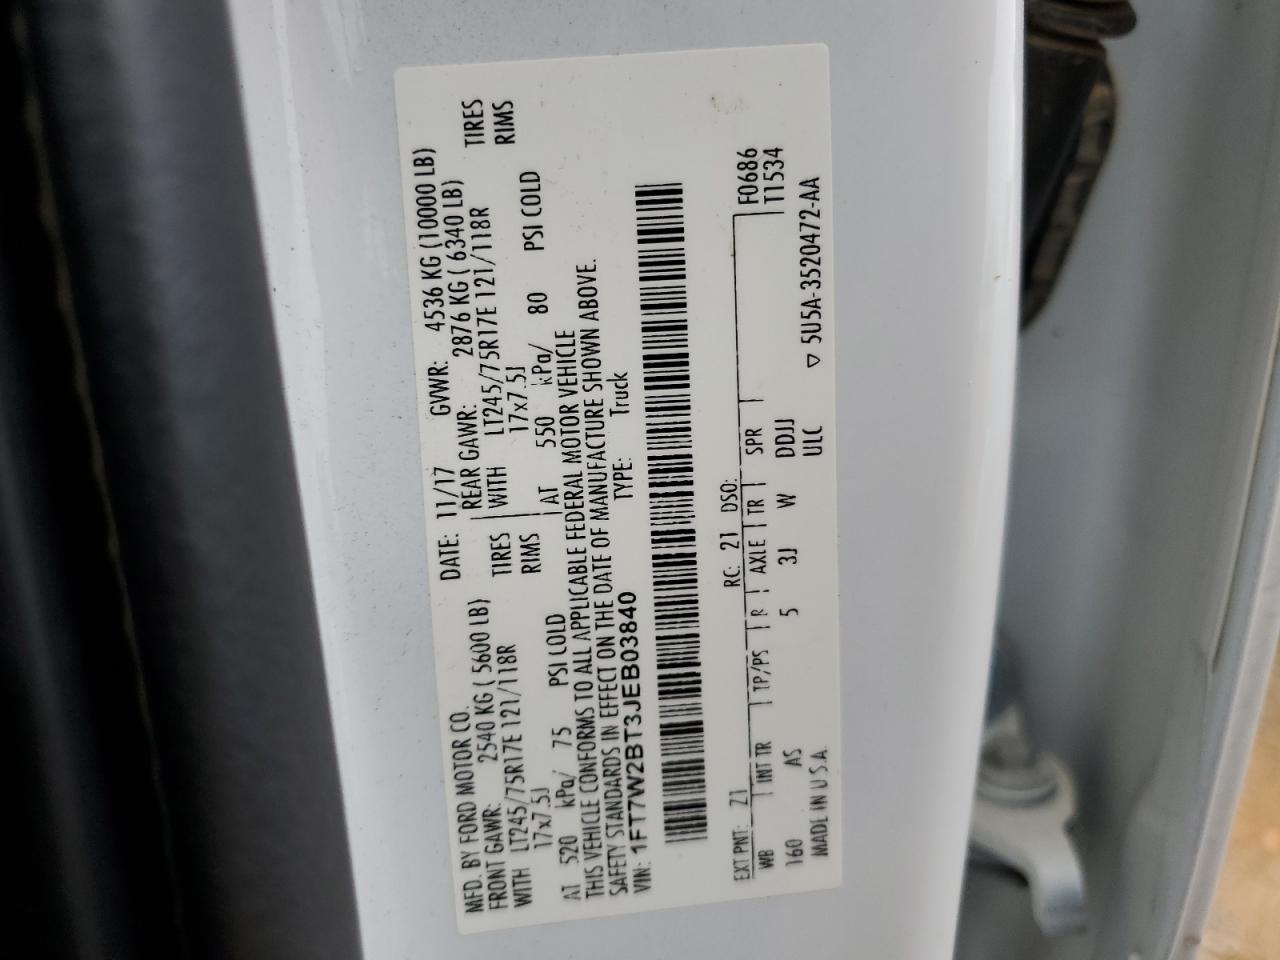 MFD. BY FORD MOTOR CO.
DATE: 11/17 GVWR: 4536 KG (10000 LB)
FRONT GAWR: 2540 KG ( 5600 LB) REAR GAWR: 2876 KG ( 6340 LB)
WITH LT245/75R17E 121/118R TIRES WITH LT245/75R17E 121/118R TIRES
17x7.5J RIMS 17x7.5J RIMS
AT 520 kPa/ 75 PSI COLD AT 550 kPa/ 80 PSI COLD
THIS VEHICLE CONFORMS TO ALL APPLICABLE FEDERAL MOTOR VEHICLE
SAFETY STANDARDS IN EFFECT ON THE DATE OF MANUFACTURE SHOWN ABOVE.
VIN: 1FT7W2BT3JEB03840 TYPE: Truck
EXT PNT: Z1 RC: 21 DSO: F0686
WB INT TR TP/PS R AXLE TR SPR T1534
160 AS 5 3J W DDJJ
MADE IN U.S.A. ULC ▽ 5U5A-3520472-AA